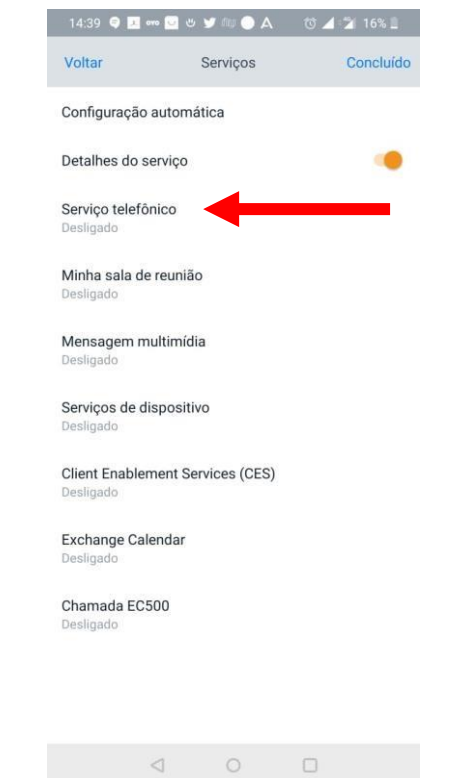 14:39 A 16%
Voltar Serviços Concluído
Configuração automática
Detalhes do serviço
Serviço telefônico
Desligado
Minha sala de reunião
Desligado
Mensagem multimídia
Desligado
Serviços de dispositivo
Desligado
Client Enablement Services (CES)
Desligado
Exchange Calendar
Desligado
Chamada EC500
Desligado